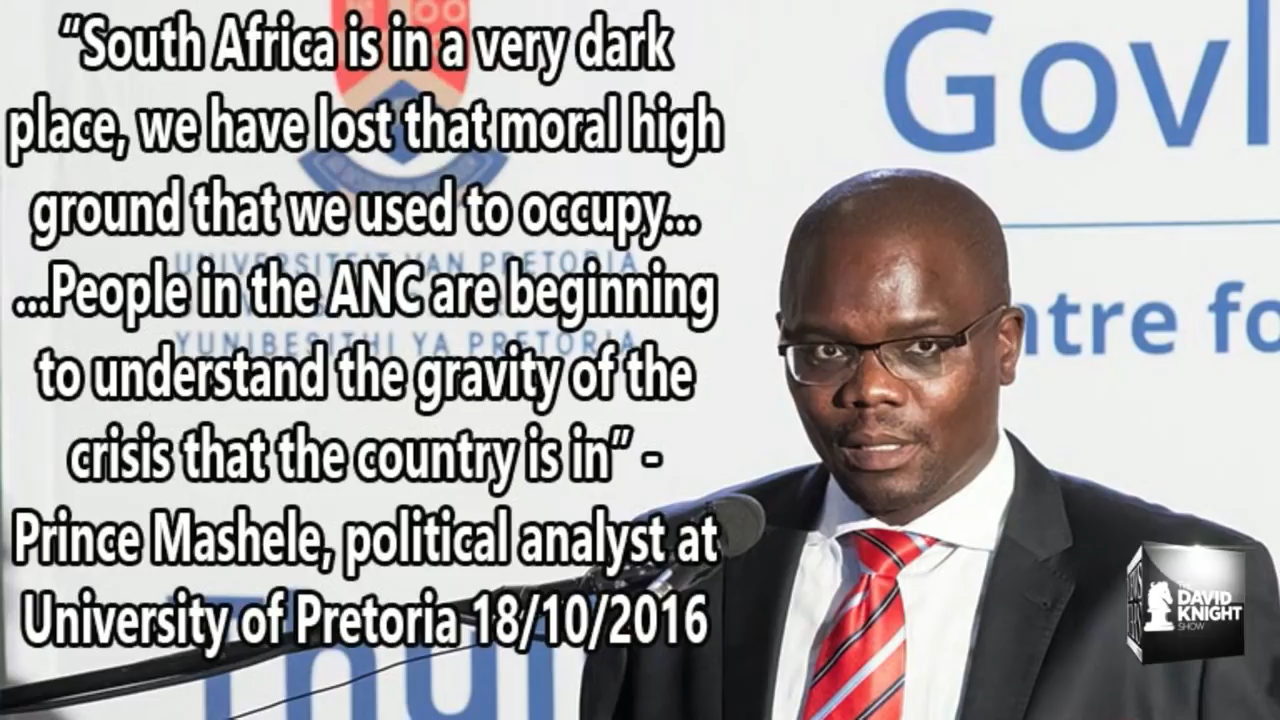 “South Africa is in a very dark
place, we have lost that moral high
ground that we used to occupy...
...People in the ANC are beginning
to understand the gravity of the
crisis that the country is in” -
Prince Mashele, political analyst at
University of Pretoria 18/10/2016
UNIVERSITEIT VAN PRETORIA
YUNIBESITHI YA PRETORIA
Govl
ntre fo
Thur
THE
DAVID
KNIGHT
SHOW